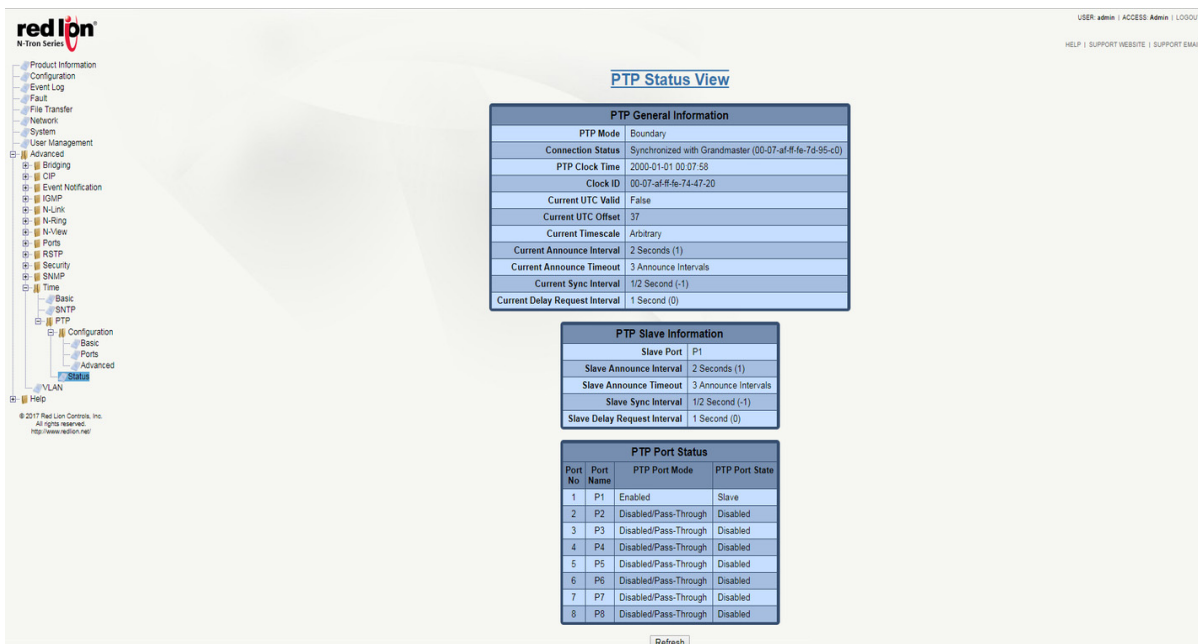 USER: admin | ACCESS: Admin | LOGOU
red lion
N-Tron Series
HELP | SUPPORT WEBSITE | SUPPORT EMAI
Product Information
Configuration
Event Log
Fault
File Transfer
Network
System
User Management
Advanced
Bridging
CIP
Event Notification
IGMP
N-Link
N-Ring
N-View
Ports
RSTP
Security
SNMP
Time
Basic
SNTP
PTP
Configuration
Basic
Ports
Advanced
Status
VLAN
Help
© 2017 Red Lion Controls, Inc.
All rights reserved.
http://www.redlion.net/
PTP Status View
PTP General Information
PTP Mode Boundary
Connection Status Synchronized with Grandmaster (00-07-af-ff-fe-7d-95-c0)
PTP Clock Time 2000-01-01 00:07:58
Clock ID 00-07-af-ff-fe-74-47-20
Current UTC Valid False
Current UTC Offset 37
Current Timescale Arbitrary
Current Announce Interval 2 Seconds (1)
Current Announce Timeout 3 Announce Intervals
Current Sync Interval 1/2 Second (-1)
Current Delay Request Interval 1 Second (0)
PTP Slave Information
Slave Port P1
Slave Announce Interval 2 Seconds (1)
Slave Announce Timeout 3 Announce Intervals
Slave Sync Interval 1/2 Second (-1)
Slave Delay Request Interval 1 Second (0)
PTP Port Status
Port No Port Name PTP Port Mode PTP Port State
1 P1 Enabled Slave
2 P2 Disabled/Pass-Through Disabled
3 P3 Disabled/Pass-Through Disabled
4 P4 Disabled/Pass-Through Disabled
5 P5 Disabled/Pass-Through Disabled
6 P6 Disabled/Pass-Through Disabled
7 P7 Disabled/Pass-Through Disabled
8 P8 Disabled/Pass-Through Disabled
Refresh